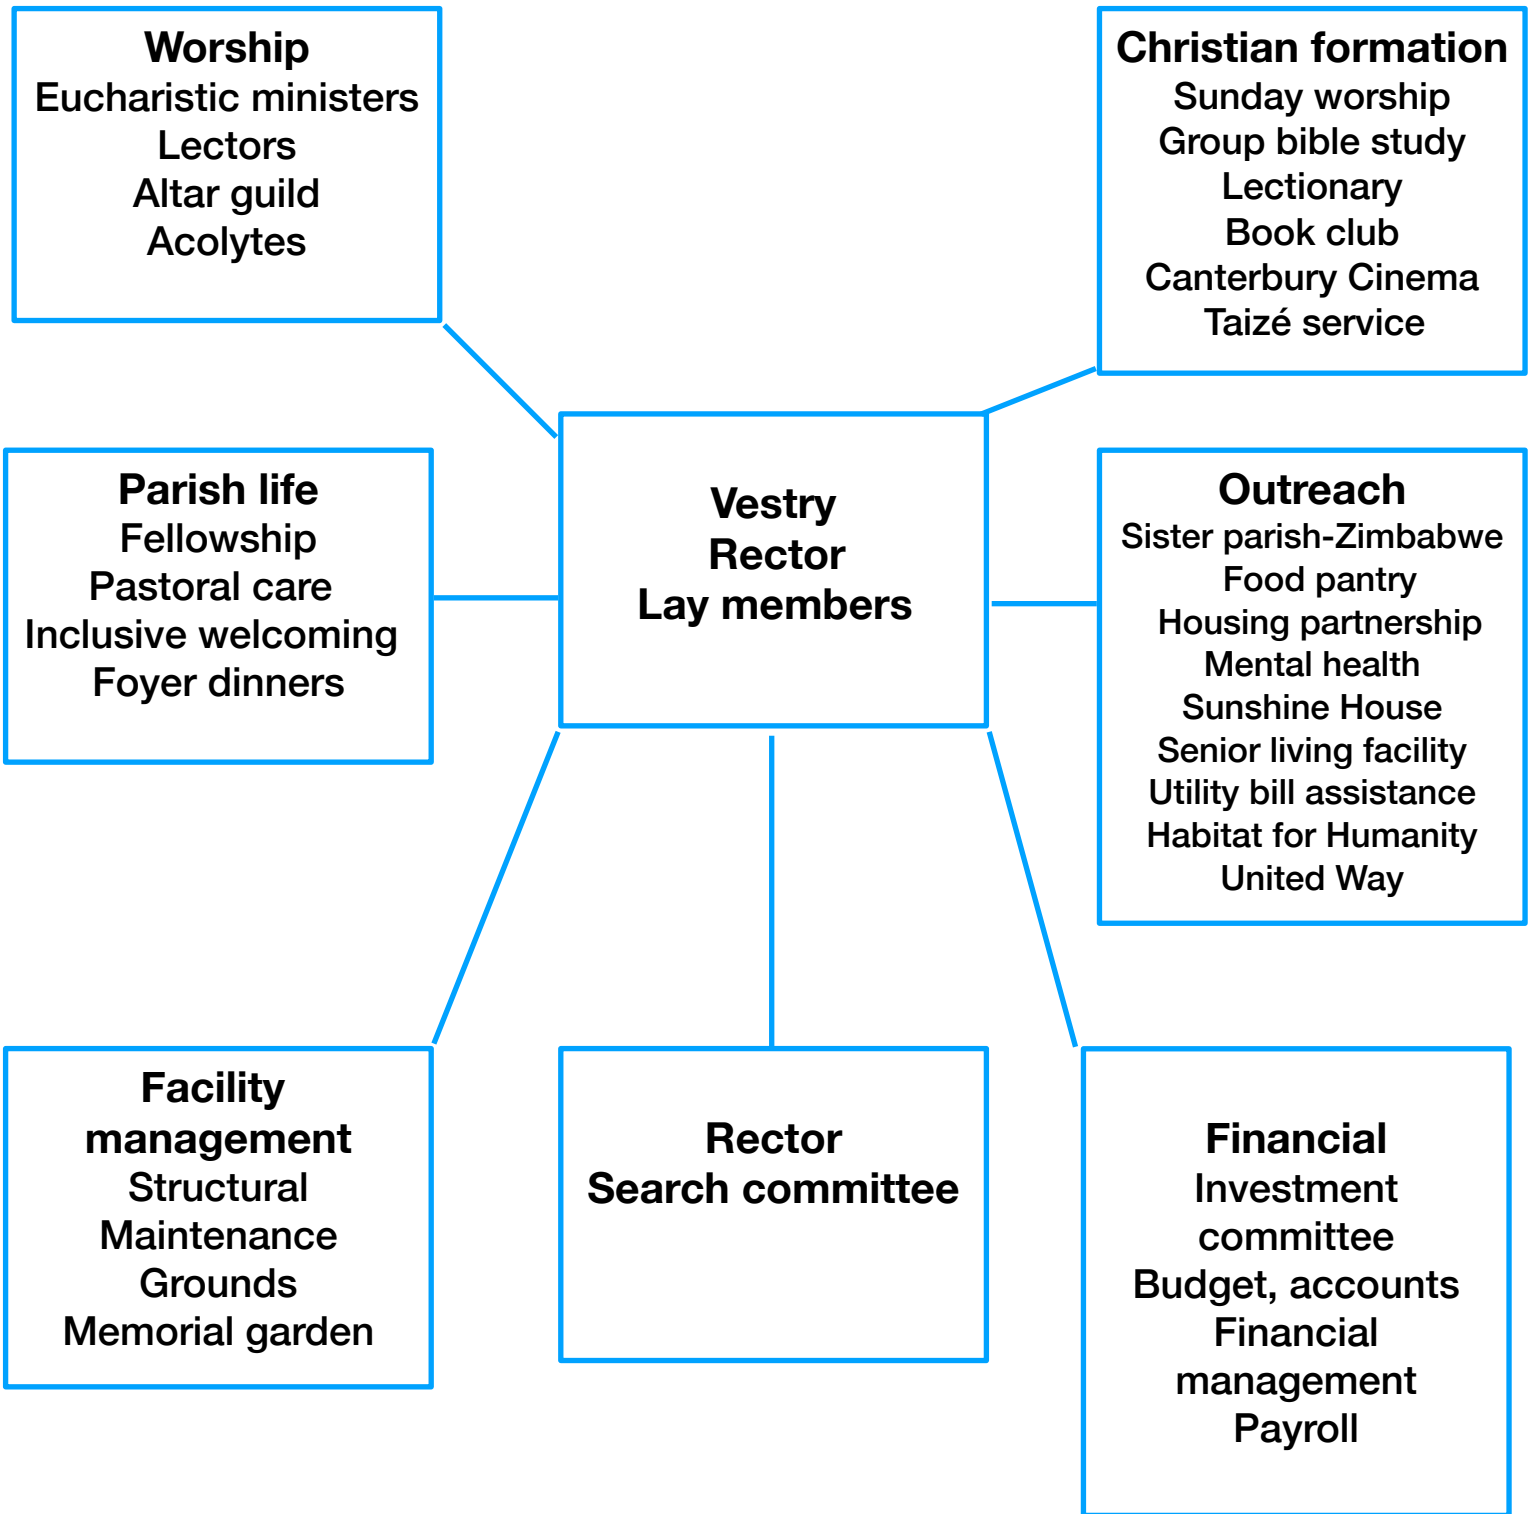 Worship
Eucharistic ministers
Lectors
Altar guild
Acolytes
Christian formation
Sunday worship
Group bible study
Lectionary
Book club
Canterbury Cinema
Taizé service
Parish life
Fellowship
Pastoral care
Inclusive welcoming
Foyer dinners
Vestry
Rector
Lay members
Outreach
Sister parish-Zimbabwe
Food pantry
Housing partnership
Mental health
Sunshine House
Senior living facility
Utility bill assistance
Habitat for Humanity
United Way
Facility
management
Structural
Maintenance
Grounds
Memorial garden
Rector
Search committee
Financial
Investment
committee
Budget, accounts
Financial
management
Payroll